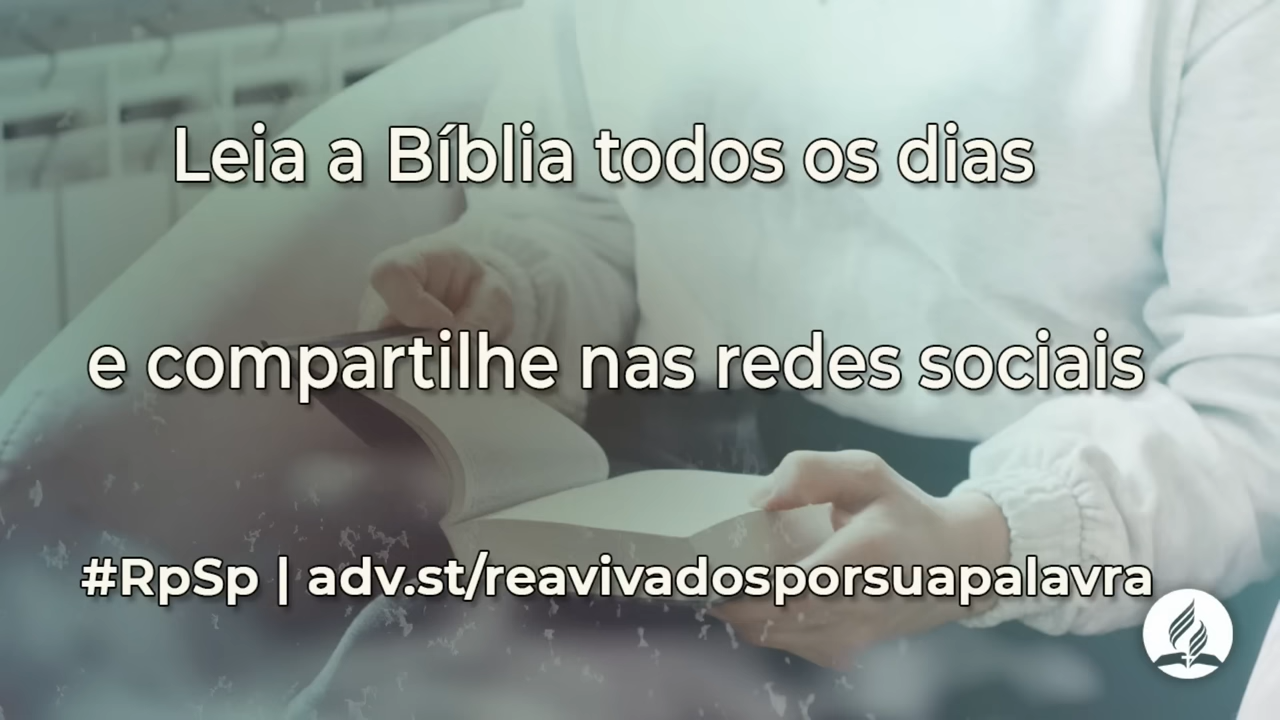 Leia a Bíblia todos os dias
e compartilhe nas redes sociais
#RpSp | adv.st/reavivadosporsuapalavra